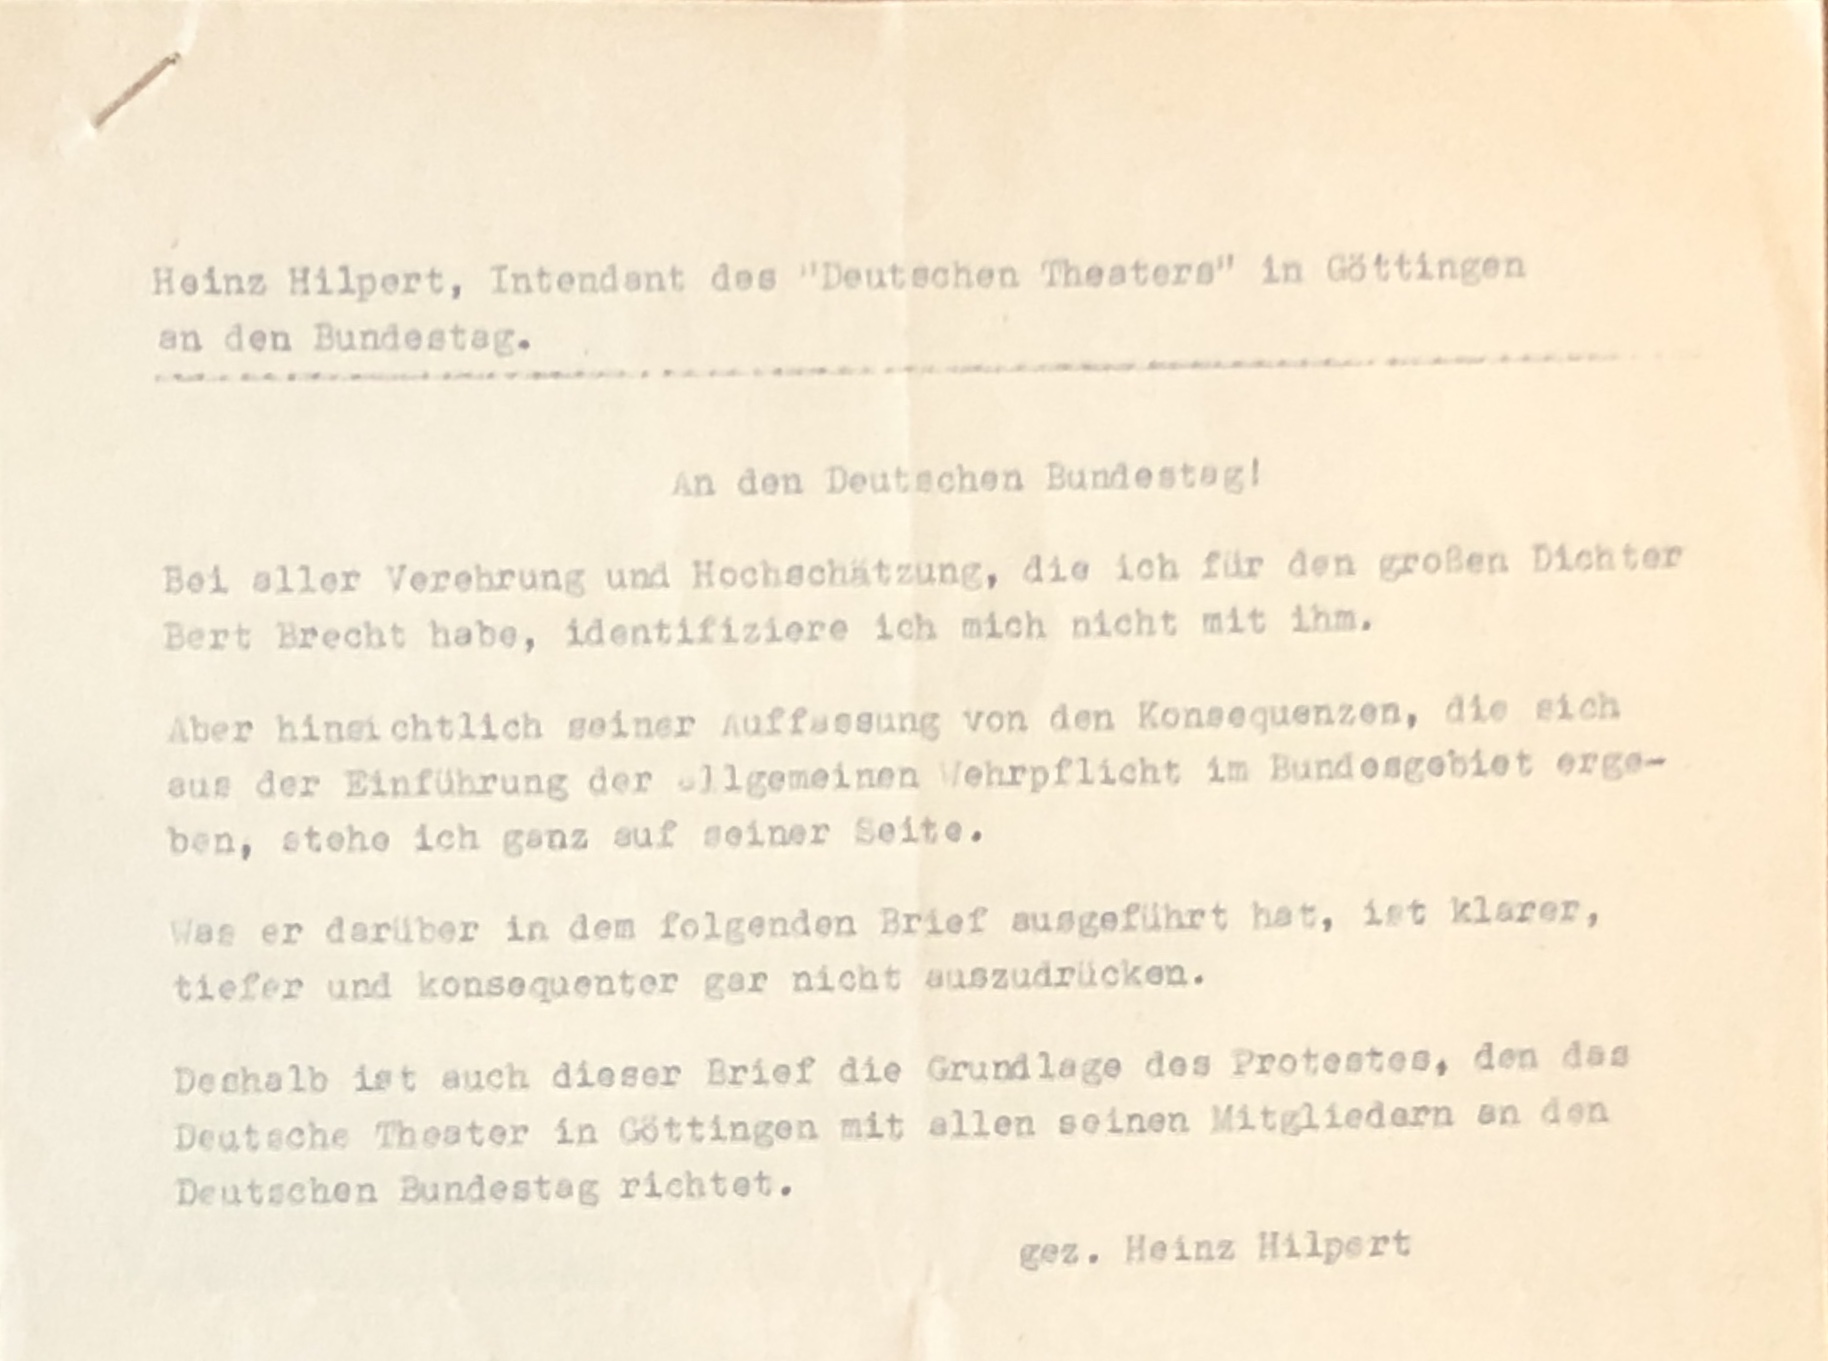 Heinz Hilpert, Intendant des "Deutschen Theaters" in Göttingen
an den Bundestag.
An den Deutschen Bundestag!
Bei aller Verehrung und Hochschätzung, die ich für den großen Dichter
Bert Brecht habe, identifiziere ich mich nicht mit ihm.
Aber hinsichtlich seiner Auffassung von den Konsequenzen, die sich
aus der Einführung der allgemeinen Wehrpflicht im Bundesgebiet erge-
ben, stehe ich ganz auf seiner Seite.
Was er darüber in dem folgenden Brief ausgeführt hat, ist klarer,
tiefer und konsequenter gar nicht auszudrücken.
Deshalb ist auch dieser Brief die Grundlage des Protestes, den das
Deutsche Theater in Göttingen mit allen seinen Mitgliedern an den
Deutschen Bundestag richtet.
gez. Heinz Hilpert